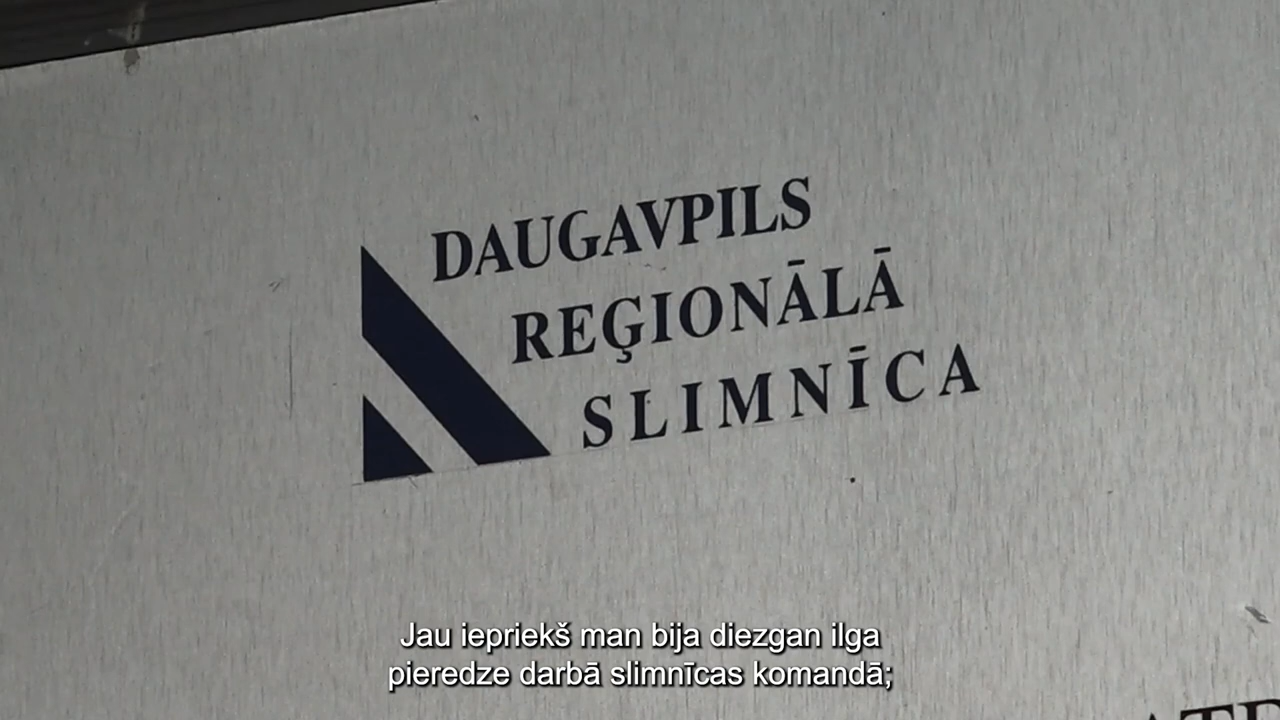 DAUGAVPILS
REĢIONĀLĀ
SLIMNĪCA
Jau iepriekš man bija diezgan ilga
pieredze darbā slimnīcas komandā;